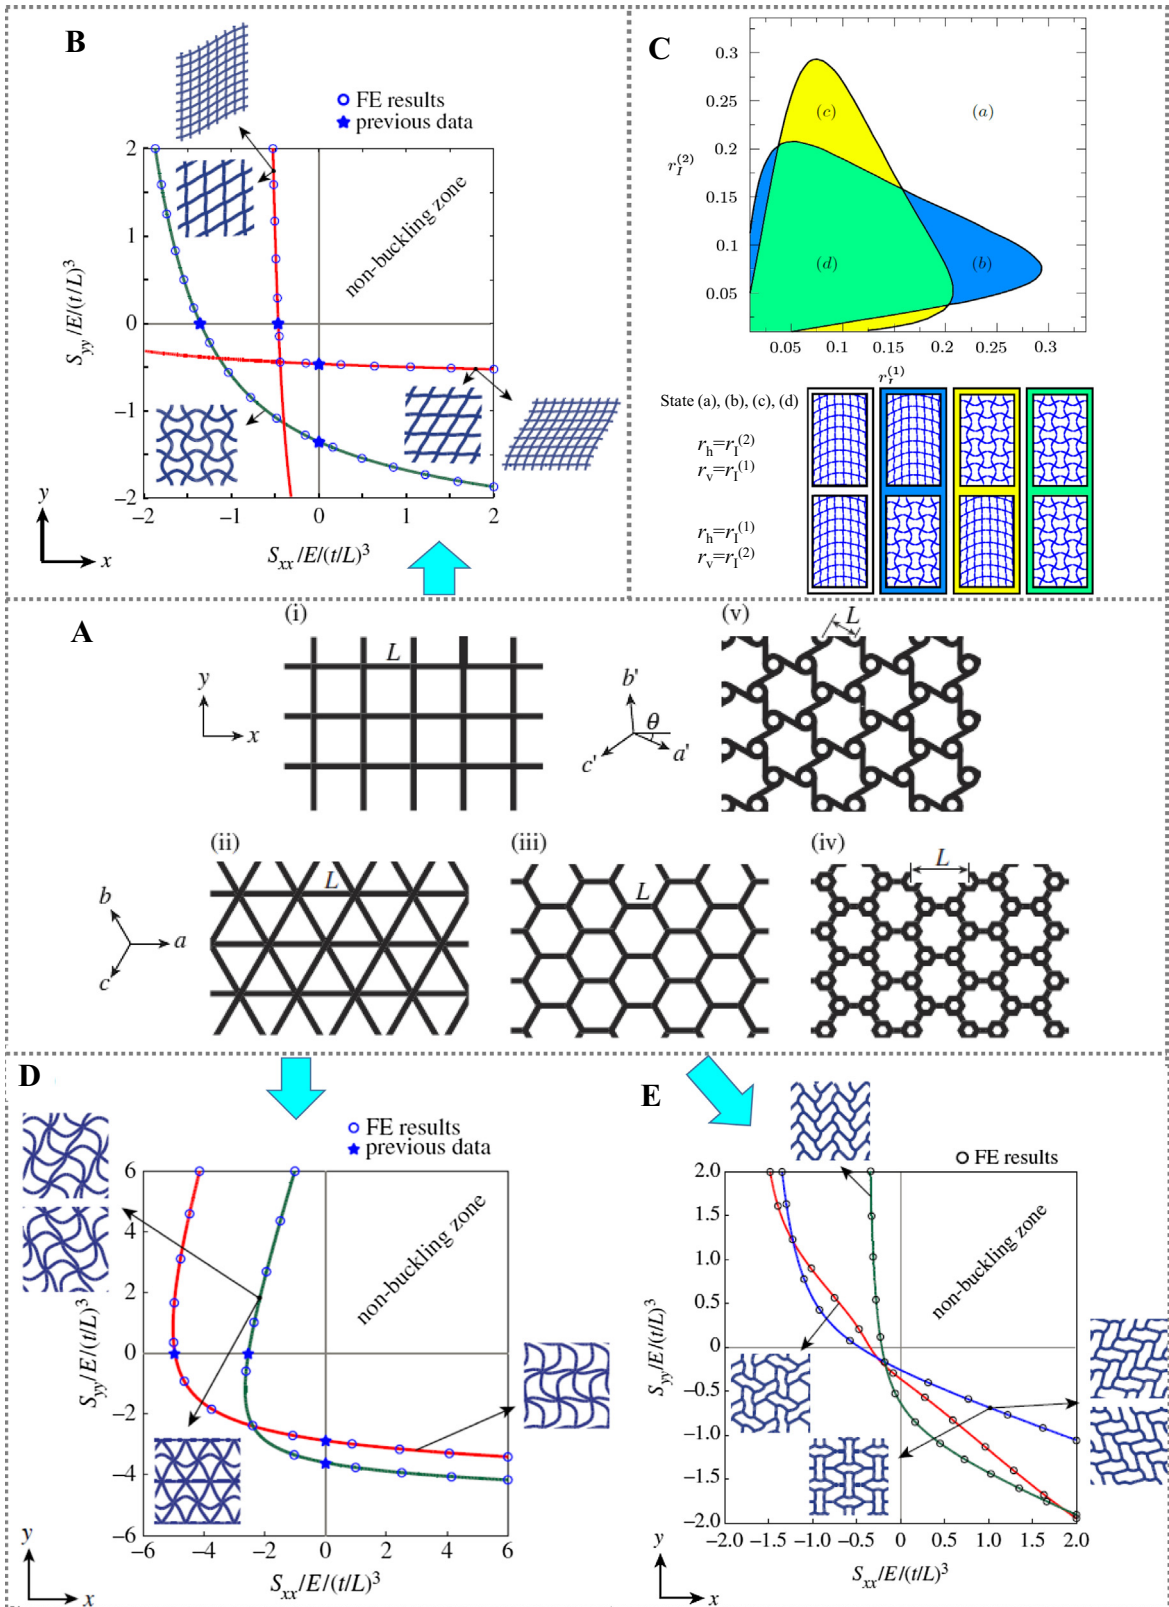 B
FE results
previous data
non-buckling zone
2
1
0
−1
−2
S_yy/E/(t/L)^3
−2
−1
0
1
2
S_xx/E/(t/L)^3
y
x
C
0.3
0.25
0.2
0.15
0.1
0.05
r_I^(2)
(c)
(a)
(d)
(b)
0.05
0.1
0.15
0.2
0.25
0.3
r_I^(1)
State (a), (b), (c), (d)
r_h=r_I^(2)
r_v=r_I^(1)
r_h=r_I^(1)
r_v=r_I^(2)
A
(i)
L
y
x
(v)
L
b'
θ
a'
c'
(ii)
L
b
a
c
(iii)
L
(iv)
L
D
FE results
previous data
non-buckling zone
6
4
2
0
−2
−4
−6
S_yy/E/(t/L)^3
−6
−4
−2
0
2
4
6
S_xx/E/(t/L)^3
y
x
E
FE results
non-buckling zone
2.0
1.5
1.0
0.5
0
−0.5
−1.0
−1.5
−2.0
S_yy/E/(t/L)^3
−2.0
−1.5
−1.0
−0.5
0
0.5
1.0
1.5
2.0
S_xx/E/(t/L)^3
y
x